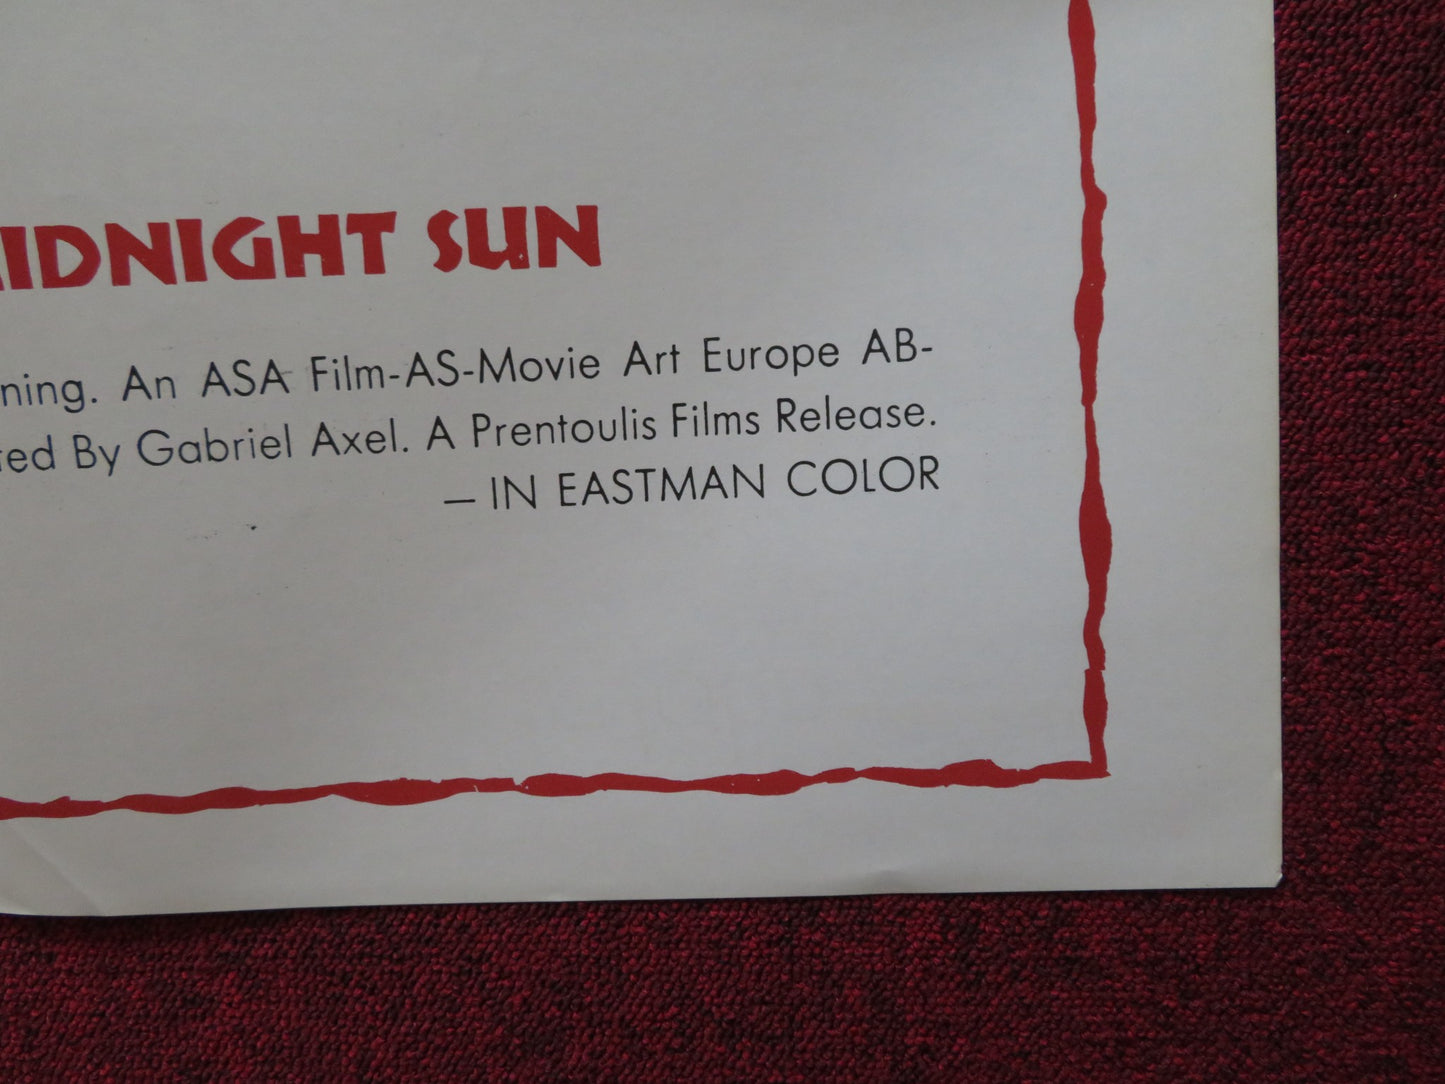 MIDNIGHT SUN
ning. An ASA Film-AS-Movie Art Europe AB-
ted By Gabriel Axel. A Prentoulis Films Release.
— IN EASTMAN COLOR